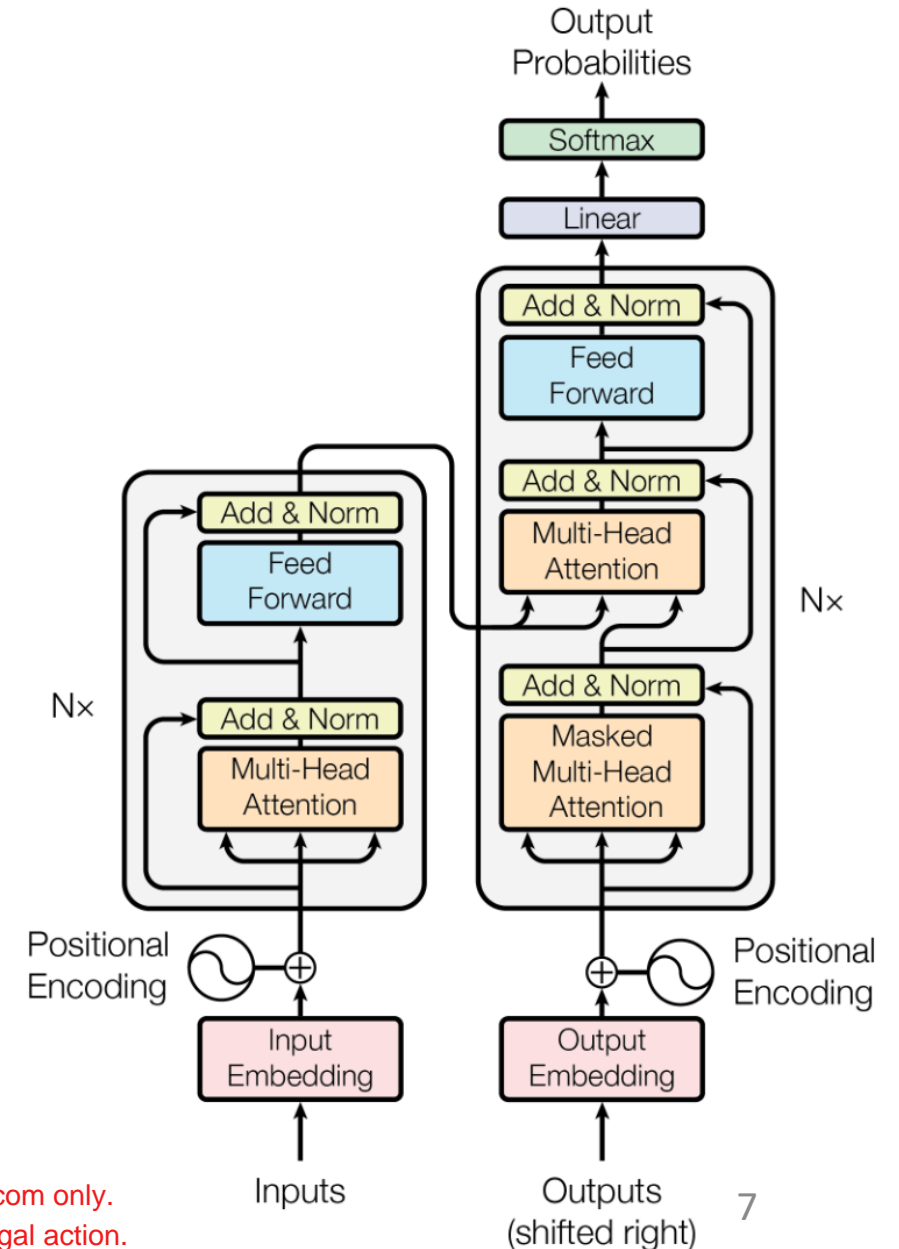 Output
Probabilities
Softmax
Linear
Add & Norm
Feed
Forward
Add & Norm
Multi-Head
Attention
Nx
Add & Norm
Masked
Multi-Head
Attention
Add & Norm
Feed
Forward
Nx
Add & Norm
Multi-Head
Attention
Positional
Encoding
Positional
Encoding
Input
Embedding
Output
Embedding
Inputs
Outputs
(shifted right)
7
com only.
gal action.